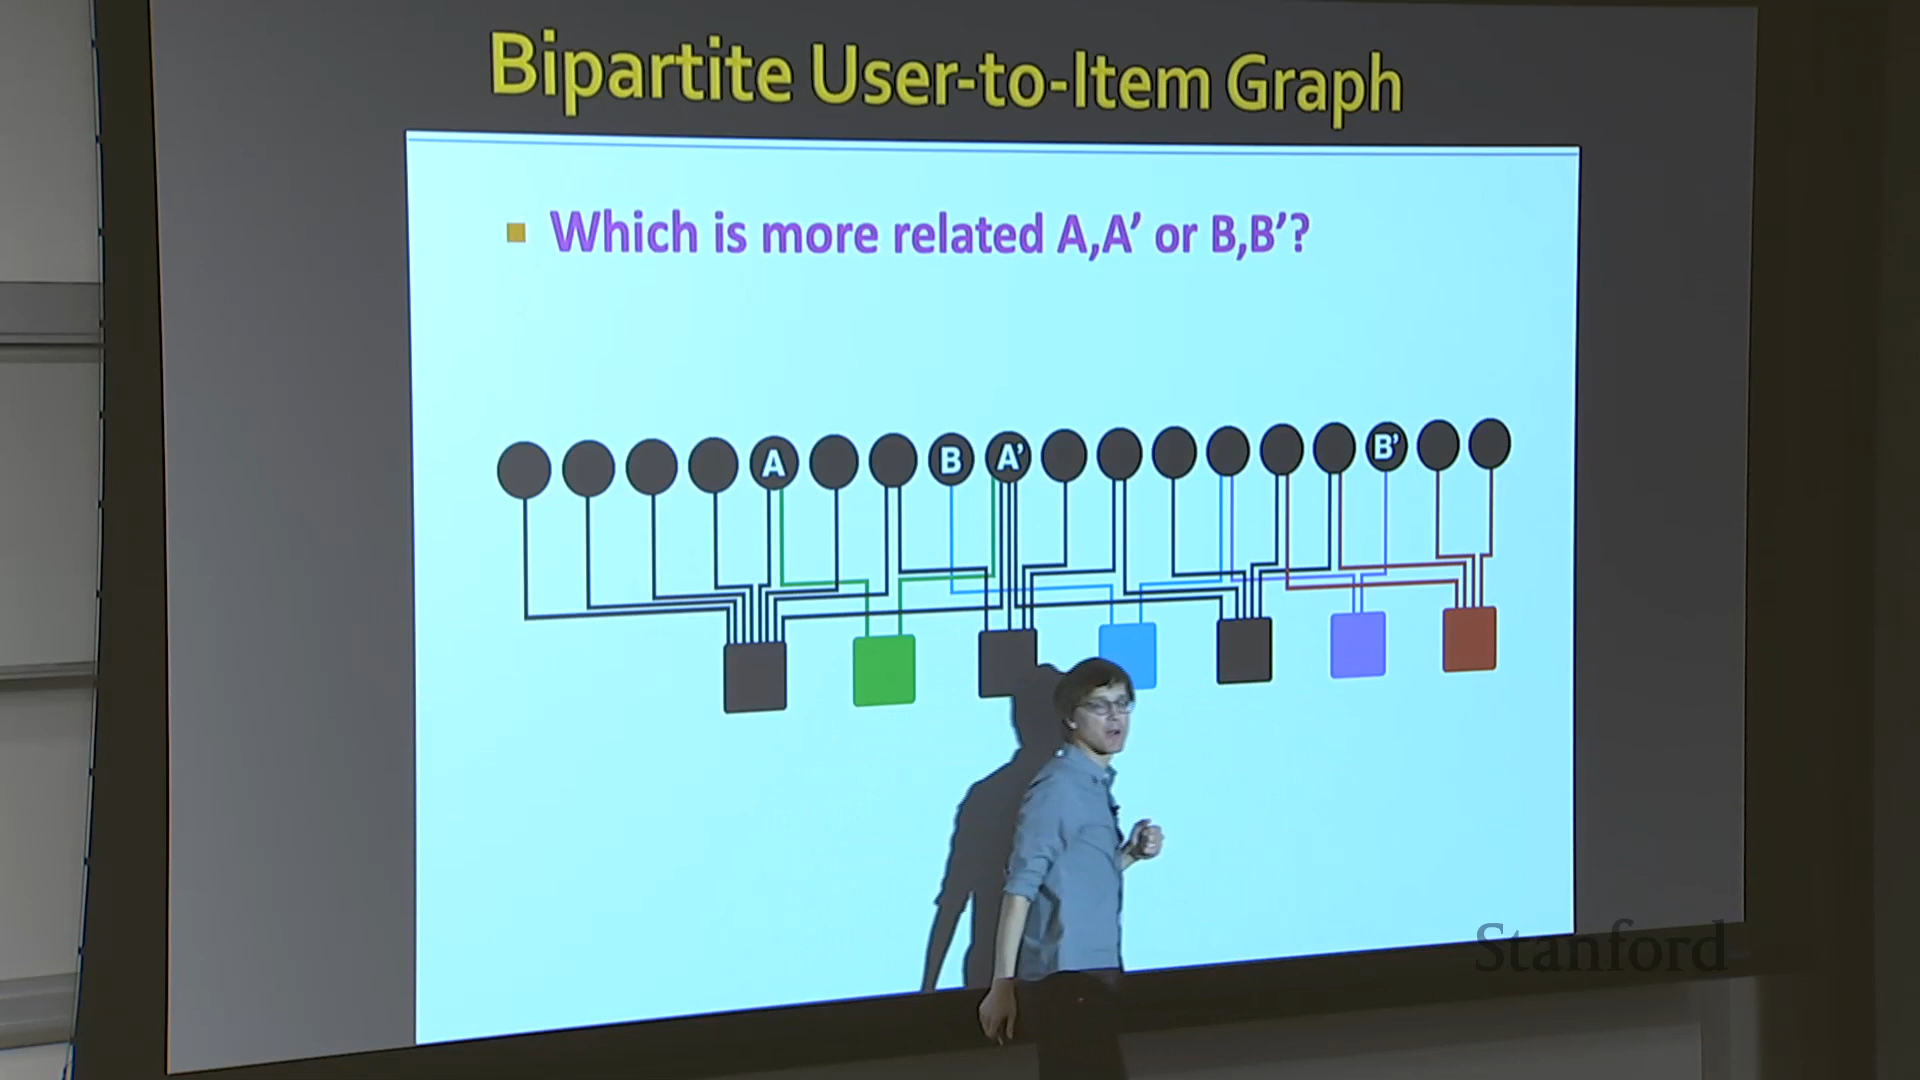 Bipartite User-to-Item Graph
Which is more related A,A’ or B,B’?
A
B
A’
B’
Stanford